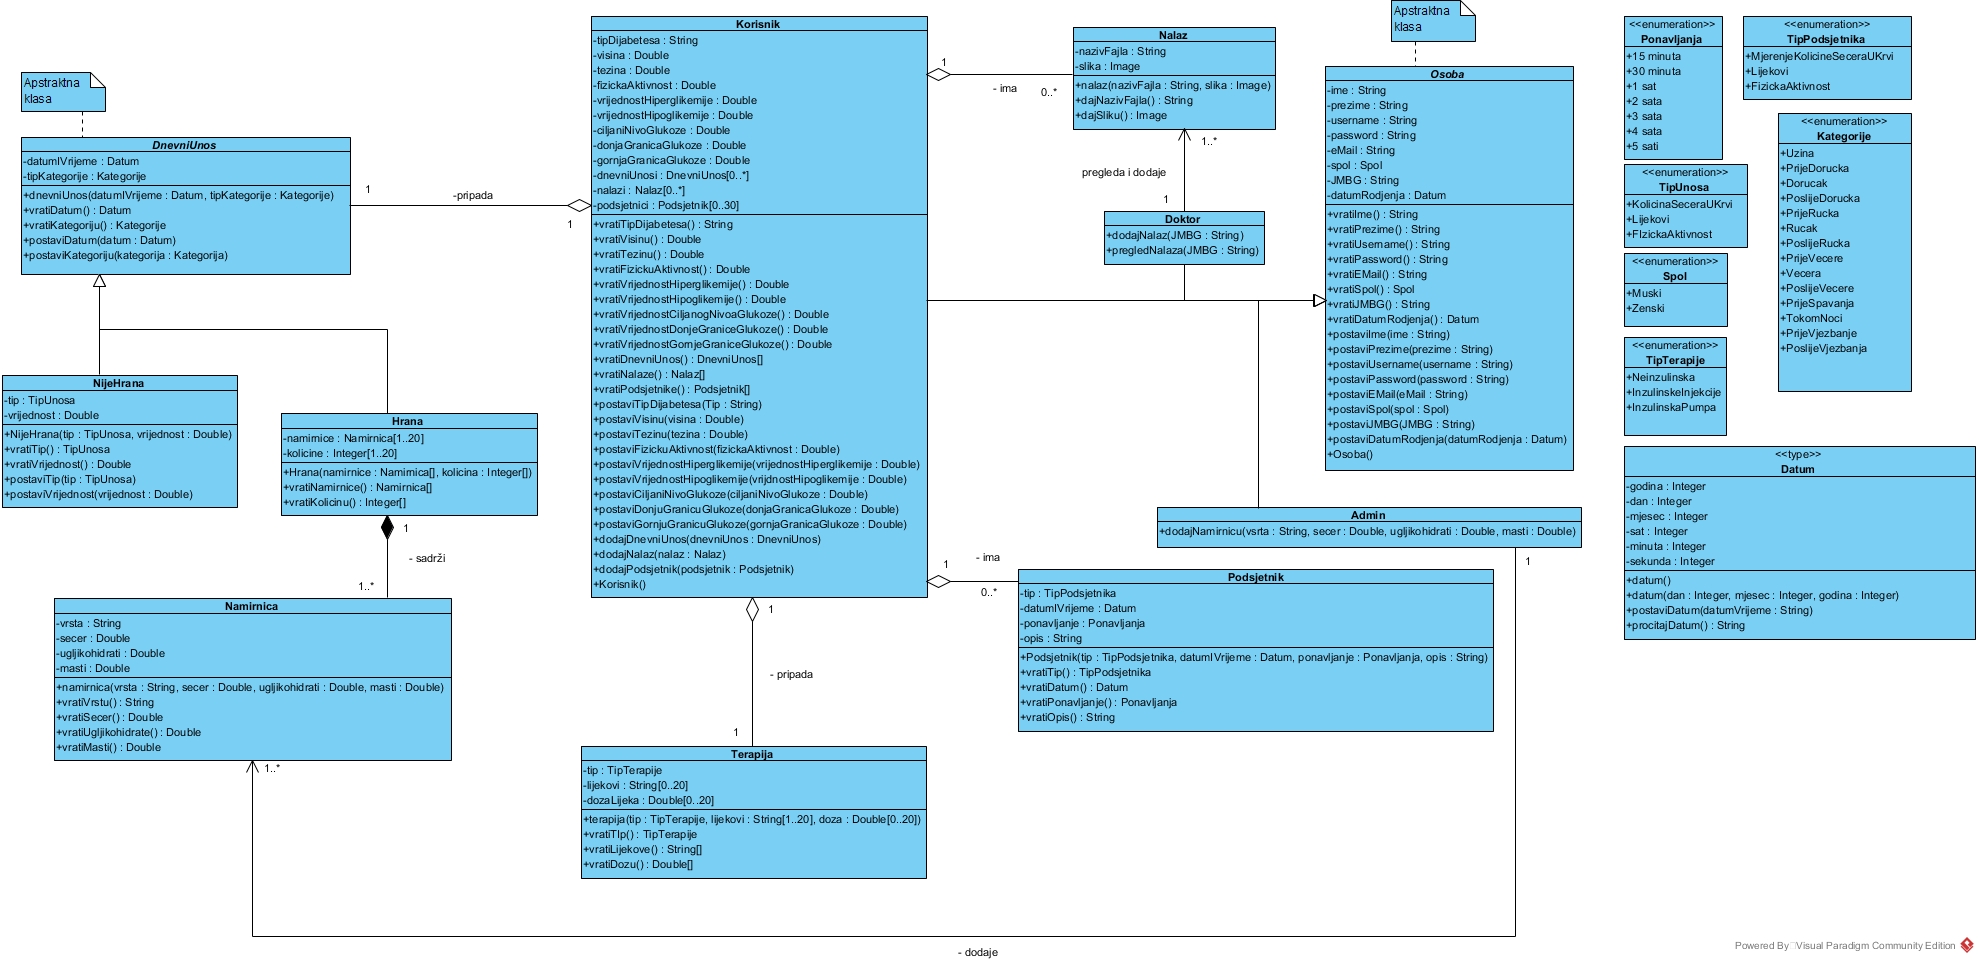 Apstraktna
klasa
DnevniUnos
-datumIVrijeme : Datum
-tipKategorije : Kategorije
+dnevniUnos(datumIVrijeme : Datum, tipKategorije : Kategorije)
+vratiDatum() : Datum
+vratiKategoriju() : Kategorije
+postaviDatum(datum : Datum)
+postaviKategoriju(kategorija : Kategorija)
1
-pripada
1
NijeHrana
-tip : TipUnosa
-vrijednost : Double
+NijeHrana(tip : TipUnosa, vrijednost : Double)
+vratiTip() : TipUnosa
+vratiVrijednost() : Double
+postaviTip(tip : TipUnosa)
+postaviVrijednost(vrijednost : Double)
Hrana
-namirnice : Namirnica[1..20]
-kolicine : Integer[1..20]
+Hrana(namirnice : Namirnica[], kolicina : Integer[])
+vratiNamirnice() : Namirnica[]
+vratiKolicinu() : Integer[]
1
- sadrži
1..*
Namirnica
-vrsta : String
-secer : Double
-ugljikohidrati : Double
-masti : Double
+namirnica(vrsta : String, secer : Double, ugljikohidrati : Double, masti : Double)
+vratiVrstu() : String
+vratiSecer() : Double
+vratiUgljikohidrate() : Double
+vratiMasti() : Double
1..*
Korisnik
-tipDijabetesa : String
-visina : Double
-tezina : Double
-fizickaAktivnost : Double
-vrijednostHiperglikemije : Double
-vrijednostHipoglikemije : Double
-ciljaniNivoGlukoze : Double
-donjaGranicaGlukoze : Double
-gornjaGranicaGlukoze : Double
-dnevniUnosi : DnevniUnos[0..*]
-nalazi : Nalaz[0..*]
-podsjetnici : Podsjetnik[0..30]
+vratiTipDijabetesa() : String
+vratiVisinu() : Double
+vratiTezinu() : Double
+vratiFizickuAktivnost() : Double
+vratiVrijednostHiperglikemije() : Double
+vratiVrijednostHipoglikemije() : Double
+vratiVrijednostCiljanogNivoaGlukoze() : Double
+vratiVrijednostDonjeGraniceGlukoze() : Double
+vratiVrijednostGornjeGraniceGlukoze() : Double
+vratiDnevniUnos() : DnevniUnos[]
+vratiNalaze() : Nalaz[]
+vratiPodsjetnike() : Podsjetnik[]
+postaviTipDijabetesa(Tip : String)
+postaviVisinu(visina : Double)
+postaviTezinu(tezina : Double)
+postaviFizickuAktivnost(fizickaAktivnost : Double)
+postaviVrijednostHiperglikemije(vrijednostHiperglikemije : Double)
+postaviVrijednostHipoglikemije(vrijdnostHipoglikemije : Double)
+postaviCiljaniNivoGlukoze(ciljaniNivoGlukoze : Double)
+postaviDonjuGranicuGlukoze(donjaGranicaGlukoze : Double)
+postaviGornjuGranicuGlukoze(gornjaGranicaGlukoze : Double)
+dodajDnevniUnos(dnevniUnos : DnevniUnos)
+dodajNalaz(nalaz : Nalaz)
+dodajPodsjetnik(podsjetnik : Podsjetnik)
+Korisnik()
1
- pripada
1
Terapija
-tip : TipTerapije
-lijekovi : String[0..20]
-dozaLijeka : Double[0..20]
+terapija(tip : TipTerapije, lijekovi : String[1..20], doza : Double[0..20])
+vratiTIp() : TipTerapije
+vratiLijekove() : String[]
+vratiDozu() : Double[]
1
- ima
0..*
Nalaz
-nazivFajla : String
-slika : Image
+nalaz(nazivFajla : String, slika : Image)
+dajNazivFajla() : String
+dajSliku() : Image
1..*
pregleda i dodaje
1
Doktor
+dodajNalaz(JMBG : String)
+pregledNalaza(JMBG : String)
Apstraktna
klasa
Osoba
-ime : String
-prezime : String
-username : String
-password : String
-eMail : String
-spol : Spol
-JMBG : String
-datumRodjenja : Datum
+vratiIme() : String
+vratiPrezime() : String
+vratiUsername() : String
+vratiPassword() : String
+vratiEMail() : String
+vratiSpol() : Spol
+vratiJMBG() : String
+vratiDatumRodjenja() : Datum
+postaviIme(ime : String)
+postaviPrezime(prezime : String)
+postaviUsername(username : String)
+postaviPassword(password : String)
+postaviEMail(eMail : String)
+postaviSpol(spol : Spol)
+postaviJMBG(JMBG : String)
+postaviDatumRodjenja(datumRodjenja : Datum)
+Osoba()
Admin
+dodajNamirnicu(vsrta : String, secer : Double, ugljikohidrati : Double, masti : Double)
1
1
- ima
0..*
Podsjetnik
-tip : TipPodsjetnika
-datumIVrijeme : Datum
-ponavljanje : Ponavljanja
-opis : String
+Podsjetnik(tip : TipPodsjetnika, datumIVrijeme : Datum, ponavljanje : Ponavljanja, opis : String)
+vratiTip() : TipPodsjetnika
+vratiDatum() : Datum
+vratiPonavljanje() : Ponavljanja
+vratiOpis() : String
- dodaje
<<enumeration>>
Ponavljanja
+15 minuta
+30 minuta
+1 sat
+2 sata
+3 sata
+4 sata
+5 sati
<<enumeration>>
TipPodsjetnika
+MjerenjeKolicineSeceraUKrvi
+Lijekovi
+FizickaAktivnost
<<enumeration>>
TipUnosa
+KolicinaSeceraUKrvi
+Lijekovi
+FIzickaAktivnost
<<enumeration>>
Spol
+Muski
+Zenski
<<enumeration>>
TipTerapije
+Neinzulinska
+InzulinskeInjekcije
+InzulinskaPumpa
<<enumeration>>
Kategorije
+Uzina
+PrijeDorucka
+Dorucak
+PoslijeDorucka
+PrijeRucka
+Rucak
+PoslijeRucka
+PrijeVecere
+Vecera
+PoslijeVecere
+PrijeSpavanja
+TokomNoci
+PrijeVjezbanje
+PoslijeVjezbanja
<<type>>
Datum
-godina : Integer
-dan : Integer
-mjesec : Integer
-sat : Integer
-minuta : Integer
-sekunda : Integer
+datum()
+datum(dan : Integer, mjesec : Integer, godina : Integer)
+postaviDatum(datumVrijeme : String)
+procitajDatum() : String
Powered By Visual Paradigm Community Edition